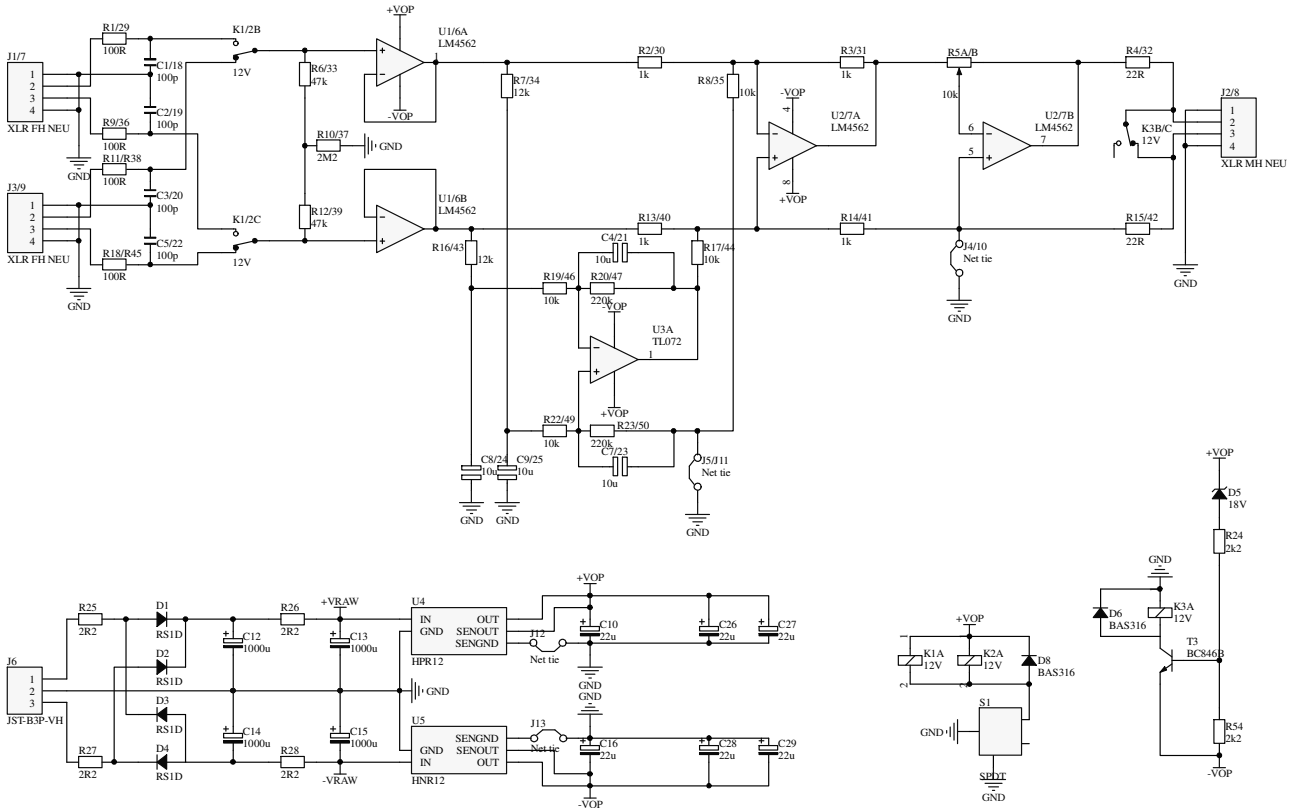 J1/7
1
2
3
4
XLR FH NEU
R1/29
100R
C1/18
100p
C2/19
100p
R9/36
100R
GND
R11/R38
100R
J3/9
1
2
3
4
XLR FH NEU
C3/20
100p
C5/22
100p
R18/R45
100R
GND
K1/2B
12V
K1/2C
12V
R6/33
47k
R10/37
2M2
GND
R12/39
47k
+VOP
U1/6A
LM4562
1
-VOP
U1/6B
LM4562
R7/34
12k
R16/43
12k
R2/30
1k
R8/35
10k
R13/40
1k
C4/21
10u
R17/44
10k
R19/46
10k
R20/47
220k
-VOP
U3A
TL072
1
+VOP
R22/49
10k
R23/50
220k
C7/23
10u
C8/24
10u
C9/25
10u
GND
GND
J5/J11
Net tie
GND
R3/31
1k
-VOP
4
U2/7A
LM4562
8
+VOP
R14/41
1k
R5A/B
10k
6
5
U2/7B
LM4562
7
J4/10
Net tie
GND
R4/32
22R
K3B/C
12V
R15/42
22R
J2/8
1
2
3
4
XLR MH NEU
GND
J6
1
2
3
JST-B3P-VH
R25
2R2
R27
2R2
D1
RS1D
D2
RS1D
D3
RS1D
D4
RS1D
C12
1000u
C14
1000u
R26
2R2
R28
2R2
+VRAW
C13
1000u
C15
1000u
-VRAW
GND
U4
IN
GND
OUT
SENOUT
SENGND
HPR12
J12
Net tie
U5
SENGND
SENOUT
OUT
GND
IN
HNR12
J13
Net tie
+VOP
C10
22u
C26
22u
C27
22u
GND
GND
C16
22u
C28
22u
C29
22u
-VOP
+VOP
1
K1A
12V
2
K2A
12V
2
D8
BAS316
S1
GND
SPDT
GND
+VOP
D5
18V
R24
2k2
GND
D6
BAS316
K3A
12V
T3
BC846B
R54
2k2
-VOP